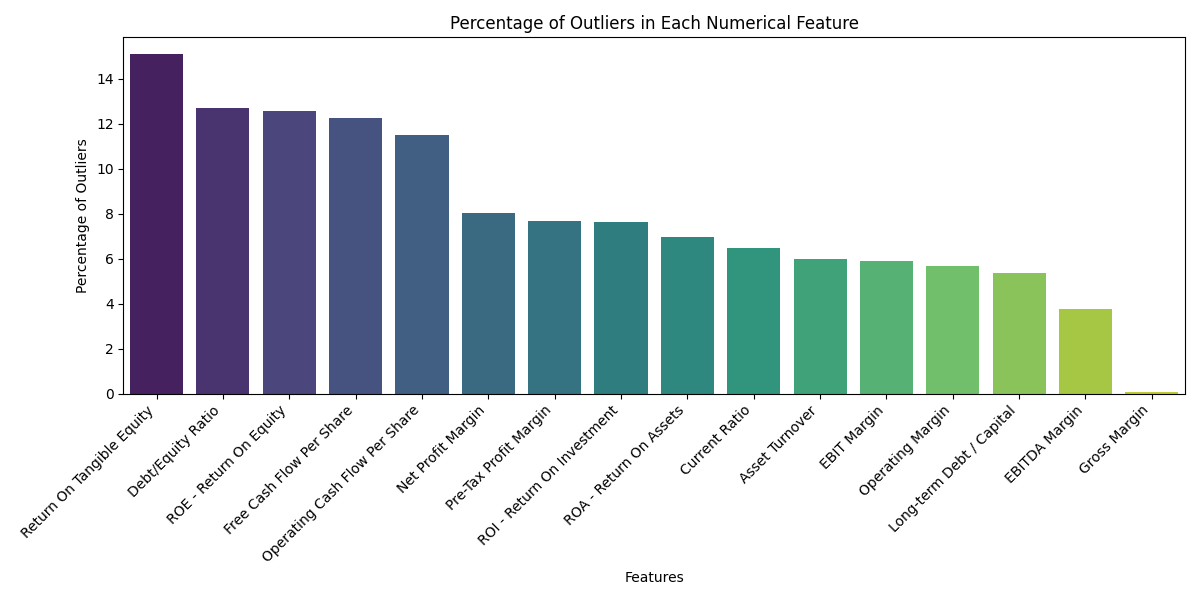 Percentage of Outliers in Each Numerical Feature
Percentage of Outliers
14
12
10
8
6
4
2
0
Return On Tangible Equity
Debt/Equity Ratio
ROE - Return On Equity
Free Cash Flow Per Share
Operating Cash Flow Per Share
Net Profit Margin
Pre-Tax Profit Margin
ROI - Return On Investment
ROA - Return On Assets
Current Ratio
Asset Turnover
EBIT Margin
Operating Margin
Long-term Debt / Capital
EBITDA Margin
Gross Margin
Features